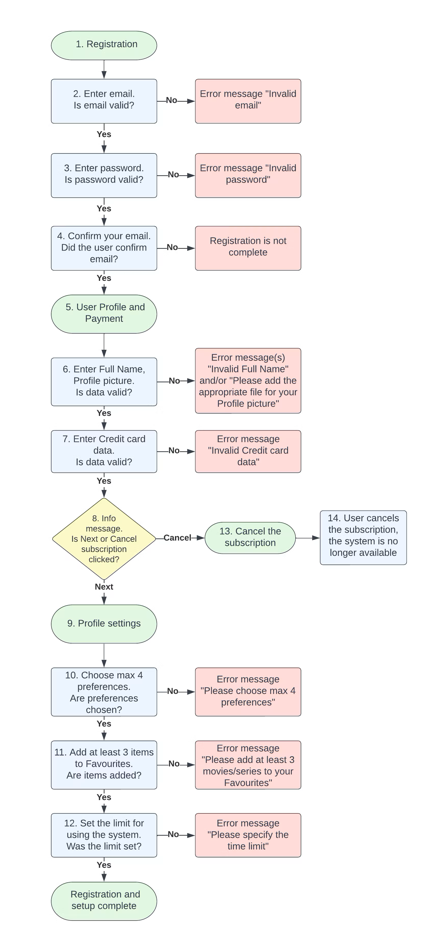 1. Registration
2. Enter email.
Is email valid?
No
Error message "Invalid
email"
Yes
3. Enter password.
Is password valid?
No
Error message "Invalid
password"
Yes
4. Confirm your email.
Did the user confirm
email?
No
Registration is not
complete
Yes
5. User Profile and
Payment
6. Enter Full Name,
Profile picture.
Is data valid?
No
Error message(s)
"Invalid Full Name"
and/or "Please add the
appropriate file for your
Profile picture"
Yes
7. Enter Credit card
data.
Is data valid?
No
Error message
"Invalid Credit card
data"
Yes
8. Info
message.
Is Next or Cancel
subscription
clicked?
Cancel
13. Cancel the
subscription
14. User cancels
the subscription,
the system is no
longer available
Next
9. Profile settings
10. Choose max 4
preferences.
Are preferences
chosen?
No
Error message
"Please choose max 4
preferences"
Yes
11. Add at least 3 items
to Favourites.
Are items added?
No
Error message
"Please add at least 3
movies/series to your
Favourites"
Yes
12. Set the limit for
using the system.
Was the limit set?
No
Error message
"Please specify the
time limit"
Yes
Registration and
setup complete